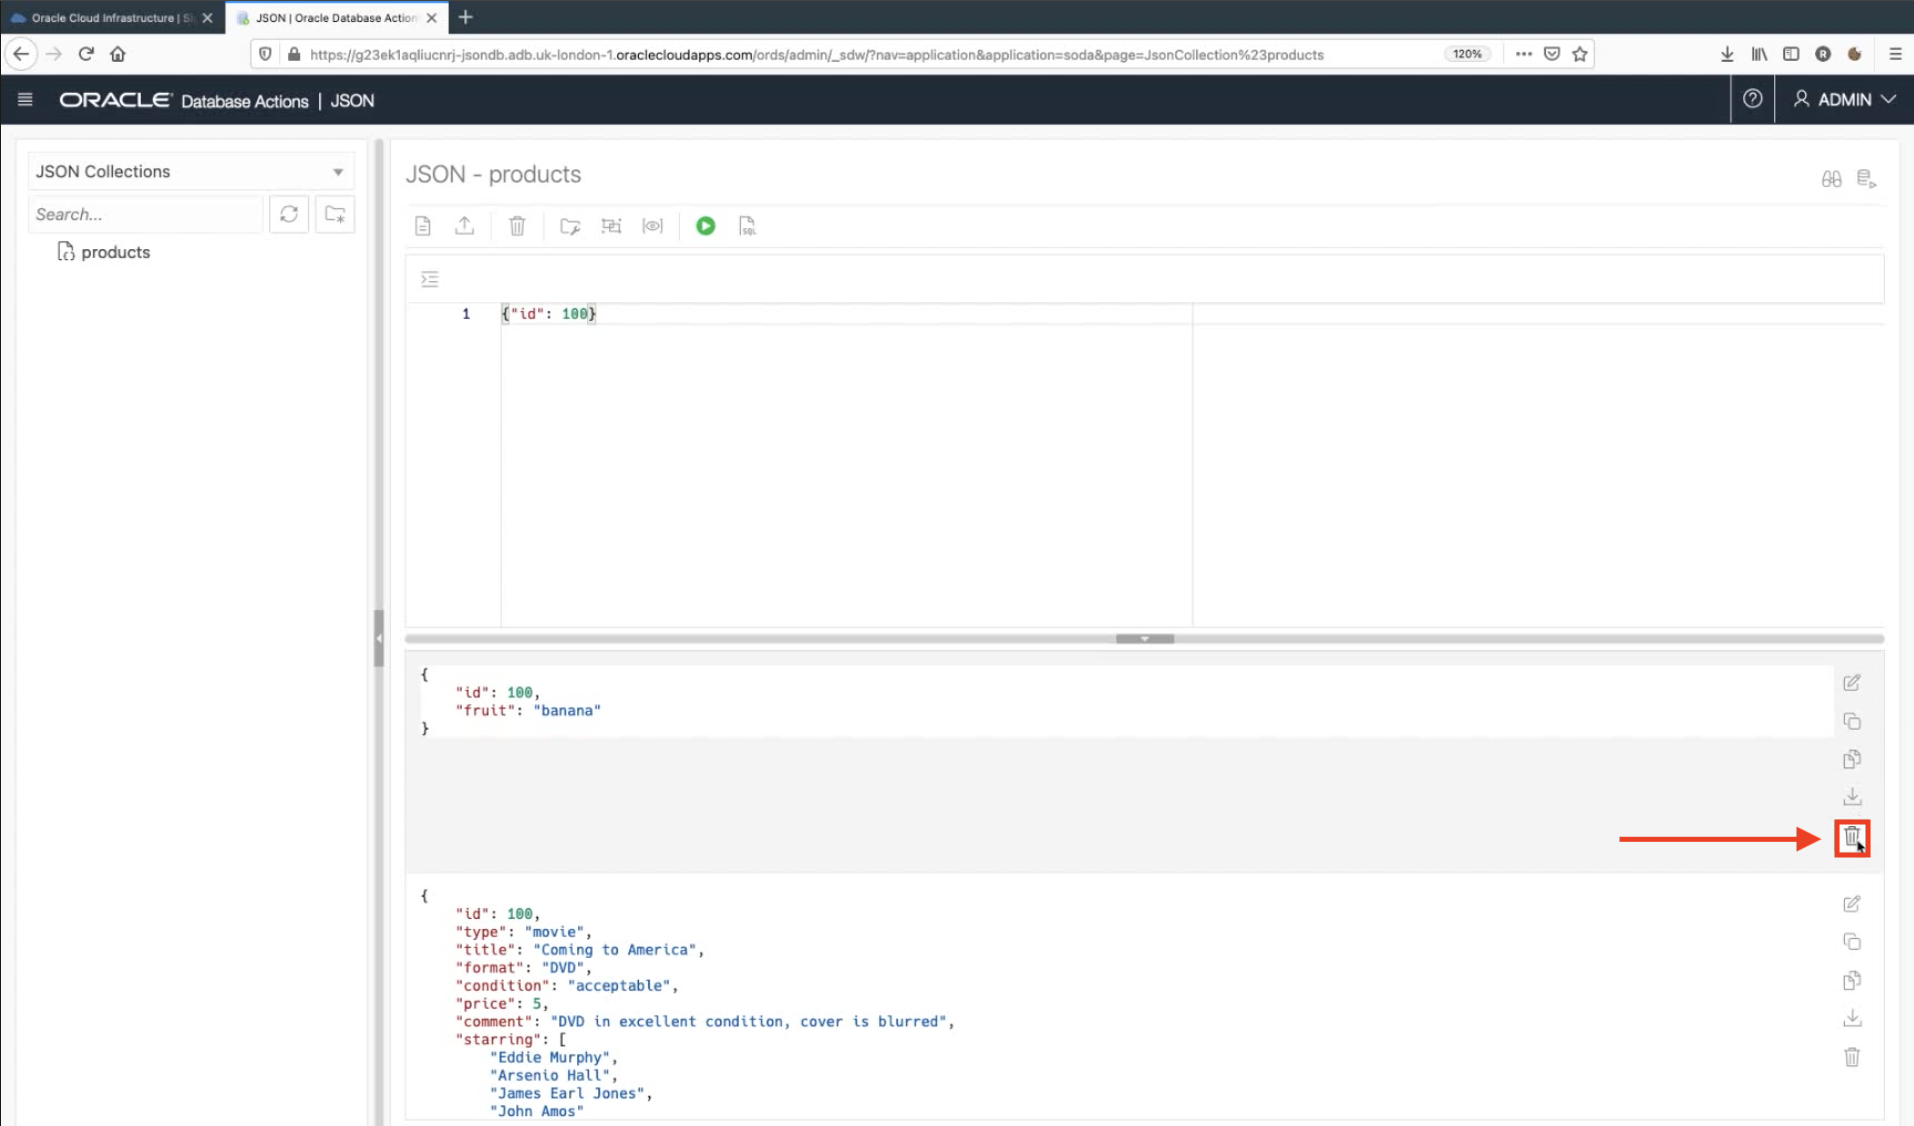 Oracle Cloud Infrastructure | Si
JSON | Oracle Database Action
https://g23ek1aqliucnrj-jsondb.adb.uk-london-1.oraclecloudapps.com/ords/admin/_sdw/?nav=application&application=soda&page=JsonCollection%23products
120%
R
ORACLE Database Actions | JSON
ADMIN
JSON Collections
Search...
products
JSON - products
SQL
1 {"id": 100}
{
"id": 100,
"fruit": "banana"
}
{
"id": 100,
"type": "movie",
"title": "Coming to America",
"format": "DVD",
"condition": "acceptable",
"price": 5,
"comment": "DVD in excellent condition, cover is blurred",
"starring": [
"Eddie Murphy",
"Arsenio Hall",
"James Earl Jones",
"John Amos"